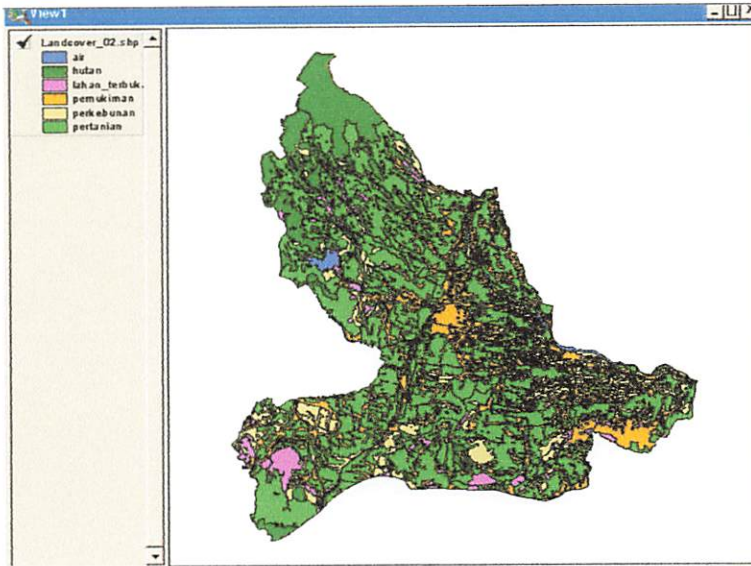 View1
Landcover_02.shp
air
hutan
lahan_terbuk.
pemukiman
perkebunan
pertanian